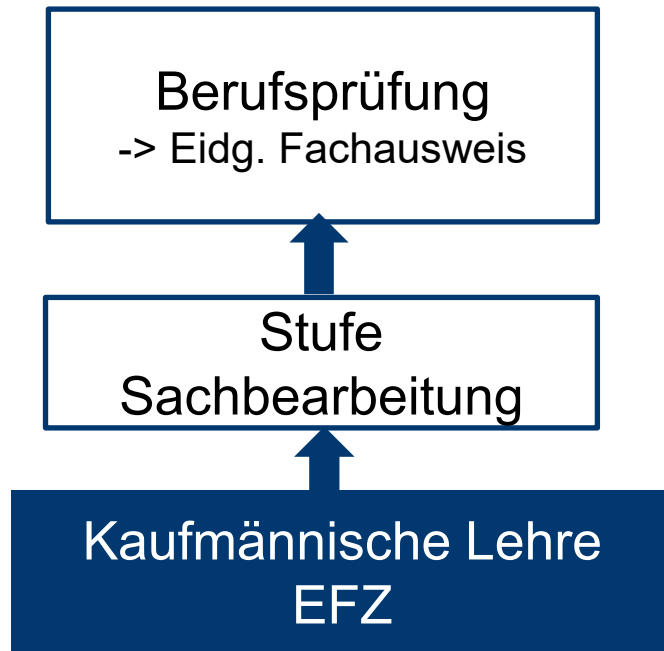 Berufsprüfung
-> Eidg. Fachausweis
Stufe
Sachbearbeitung
Kaufmännische Lehre
EFZ